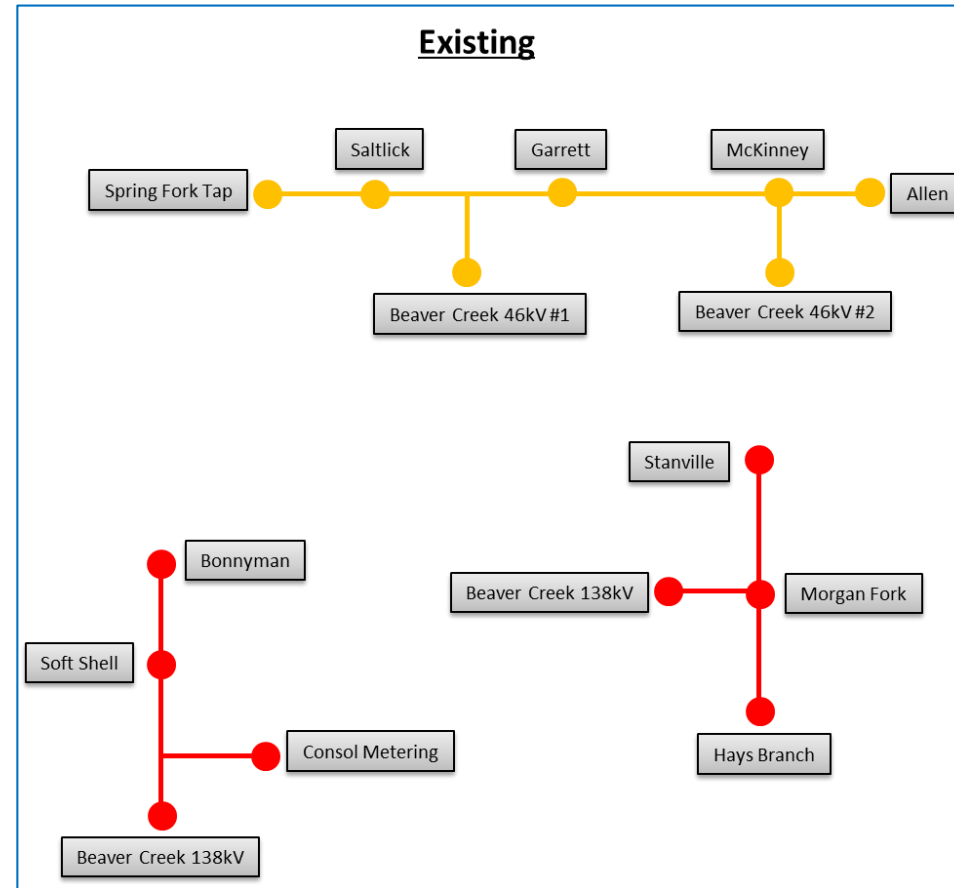 Existing
Saltlick
Garrett
McKinney
Spring Fork Tap
Allen
Beaver Creek 46kV #1
Beaver Creek 46kV #2
Stanville
Bonnyman
Beaver Creek 138kV
Morgan Fork
Soft Shell
Consol Metering
Hays Branch
Beaver Creek 138kV